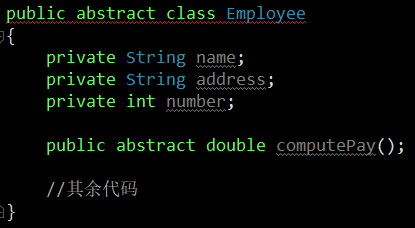 public abstract class Employee
{
    private String name;
    private String address;
    private int number;
    public abstract double computePay();
    //其余代码
}